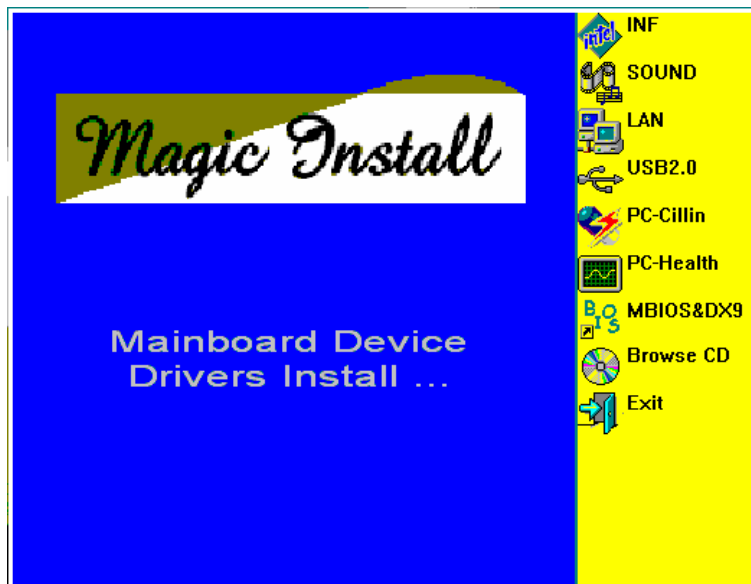 Magic Install
Mainboard Device
Drivers Install ...
intel
INF
SOUND
LAN
USB2.0
PC-Cillin
PC-Health
BIOS
MBIOS&DX9
Browse CD
Exit